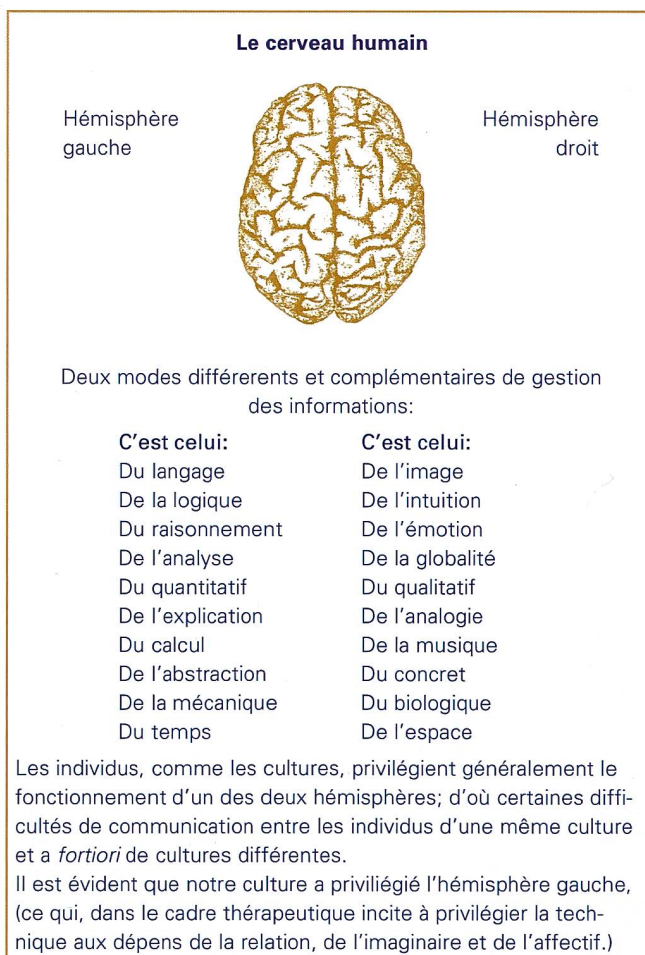 Le cerveau humain
Hémisphère gauche
Hémisphère droit
Deux modes différerents et complémentaires de gestion
des informations:
C'est celui:
Du langage
De la logique
Du raisonnement
De l'analyse
Du quantitatif
De l'explication
Du calcul
De l'abstraction
De la mécanique
Du temps
C'est celui:
De l'image
De l'intuition
De l'émotion
De la globalité
Du qualitatif
De l'analogie
De la musique
Du concret
Du biologique
De l'espace
Les individus, comme les cultures, privilégient généralement le
fonctionnement d'un des deux hémisphères; d'où certaines diffi-
cultés de communication entre les individus d'une même culture
et a fortiori de cultures différentes.
Il est évident que notre culture a priviliégié l'hémisphère gauche,
(ce qui, dans le cadre thérapeutique incite à privilégier la tech-
nique aux dépens de la relation, de l'imaginaire et de l'affectif.)